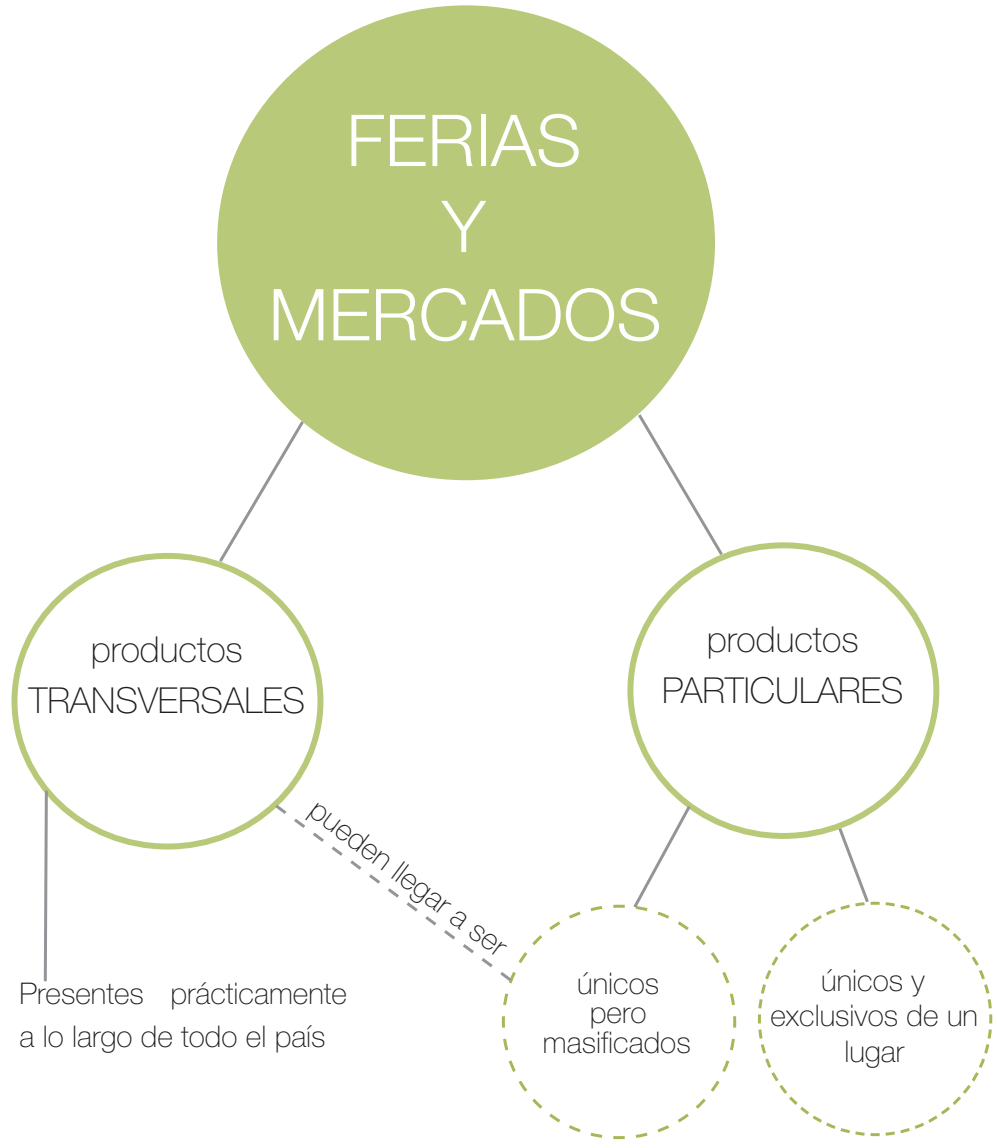 FERIAS
Y
MERCADOS
productos
TRANSVERSALES
productos
PARTICULARES
pueden llegar a ser
Presentes prácticamente
a lo largo de todo el país
únicos
pero
masificados
únicos y
exclusivos de un
lugar